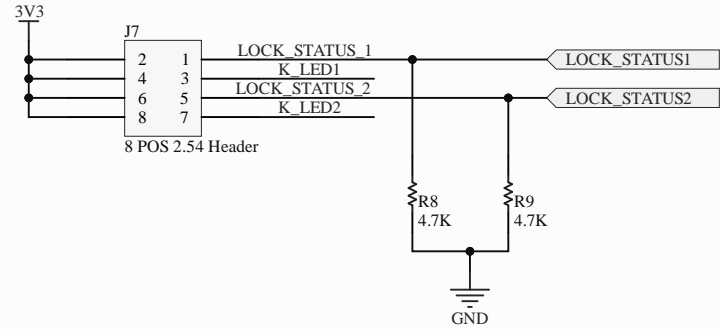 3V3
J7
2 1 LOCK_STATUS_1 LOCK_STATUS1
4 3 K_LED1
6 5 LOCK_STATUS_2 LOCK_STATUS2
8 7 K_LED2
8 POS 2.54 Header
R8 R9
4.7K 4.7K
GND